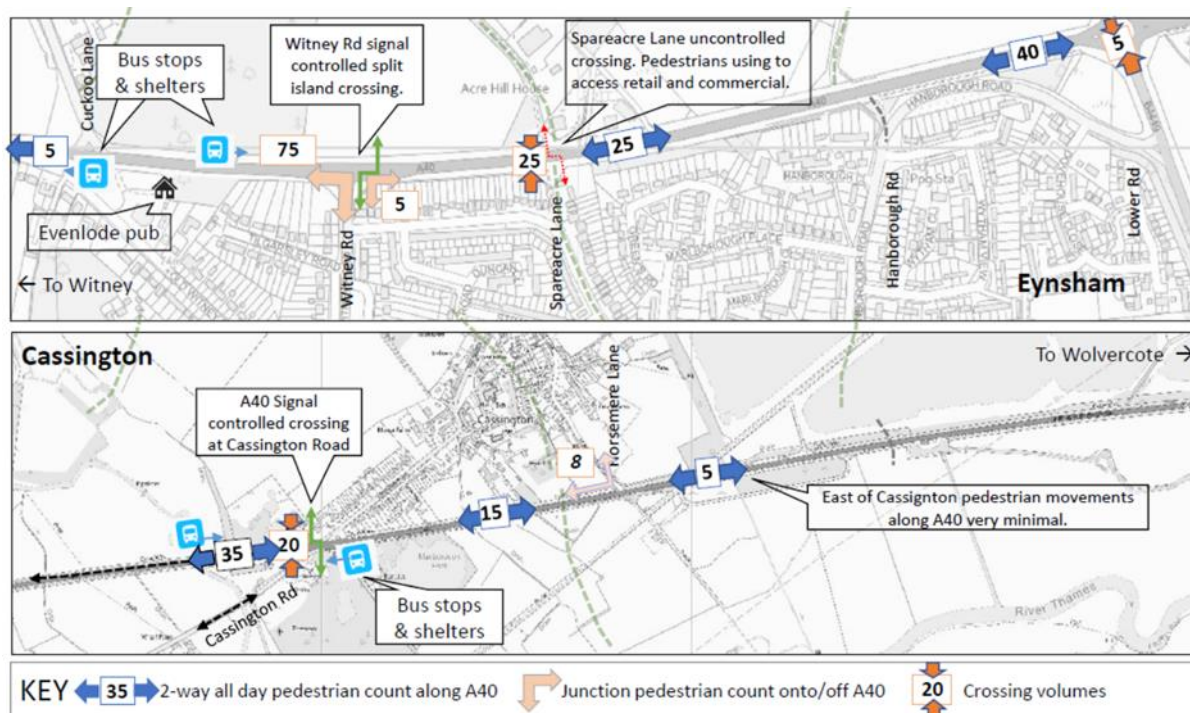 Cuckoo Lane
Bus stops
& shelters
Witney Rd signal
controlled split
island crossing.
Acre Hill House
Spareacre Lane uncontrolled
crossing. Pedestrians using to
access retail and commercial.
40
5
HANBOROUGH ROAD
B4449
5
75
A40
25
25
5
Evenlode pub
← To Witney
Witney Rd
Spareacre Lane
MARLBOROUGH PLACE
Hanborough Rd
Lower Rd
Eynsham
Cassington
To Wolvercote →
A40 Signal
controlled crossing
at Cassington Road
Cassington
Horsemere Lane
8
5
15
East of Cassignton pedestrian movements
along A40 very minimal.
35
20
Cassington Rd
Bus stops
& shelters
River Thames
KEY
35
2-way all day pedestrian count along A40
Junction pedestrian count onto/off A40
20
Crossing volumes